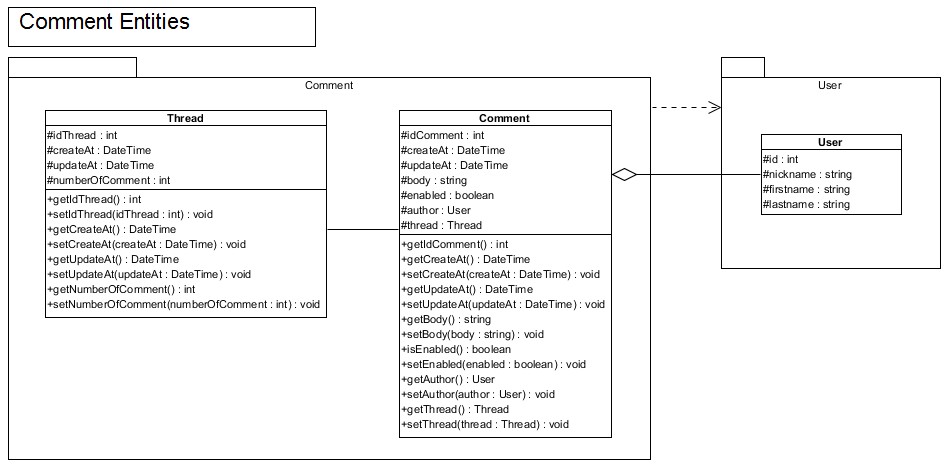 Comment Entities
Comment
Thread
#idThread : int
#createAt : DateTime
#updateAt : DateTime
#numberOfComment : int
+getIdThread() : int
+setIdThread(idThread : int) : void
+getCreateAt() : DateTime
+setCreateAt(createAt : DateTime) : void
+getUpdateAt() : DateTime
+setUpdateAt(updateAt : DateTime) : void
+getNumberOfComment() : int
+setNumberOfComment(numberOfComment : int) : void
Comment
#idComment : int
#createAt : DateTime
#updateAt : DateTime
#body : string
#enabled : boolean
#author : User
#thread : Thread
+getIdComment() : int
+getCreateAt() : DateTime
+setCreateAt(createAt : DateTime) : void
+getUpdateAt() : DateTime
+setUpdateAt(updateAt : DateTime) : void
+getBody() : string
+setBody(body : string) : void
+isEnabled() : boolean
+setEnabled(enabled : boolean) : void
+getAuthor() : User
+setAuthor(author : User) : void
+getThread() : Thread
+setThread(thread : Thread) : void
User
User
#id : int
#nickname : string
#firstname : string
#lastname : string